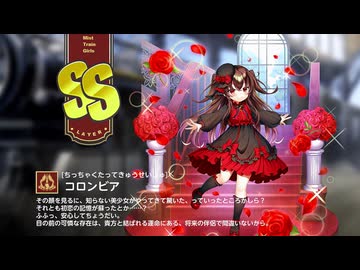 Mist
Train
Girls
SS
LAYER
[ちっちゃくたってきゅうせいしゅ]
コロンビア
その顔を見るに、知らない美少女がやってきて驚いた、っていったところかしら?
それとも初恋の記憶が蘇ったとか……?
ふふっ、安心してちょうだい。
目の前の可憐な存在は、貴方と結ばれる運命にある、将来の伴侶で間違いないから。